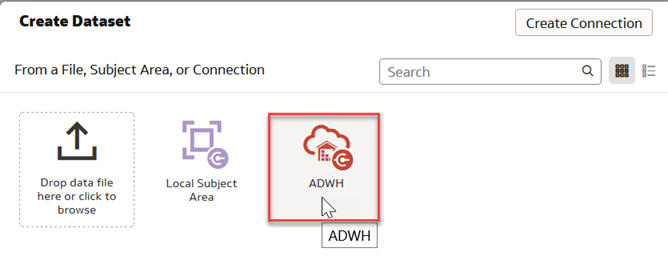 Create Dataset
Create Connection
From a File, Subject Area, or Connection
Search
Drop data file
here or click to
browse
Local Subject
Area
ADWH
ADWH